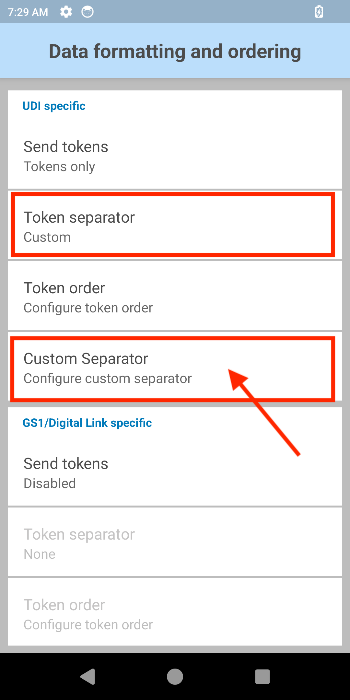 7:29 AM
Data formatting and ordering
UDI specific
Send tokens
Tokens only
Token separator
Custom
Token order
Configure token order
Custom Separator
Configure custom separator
GS1/Digital Link specific
Send tokens
Disabled
Token separator
None
Token order
Configure token order